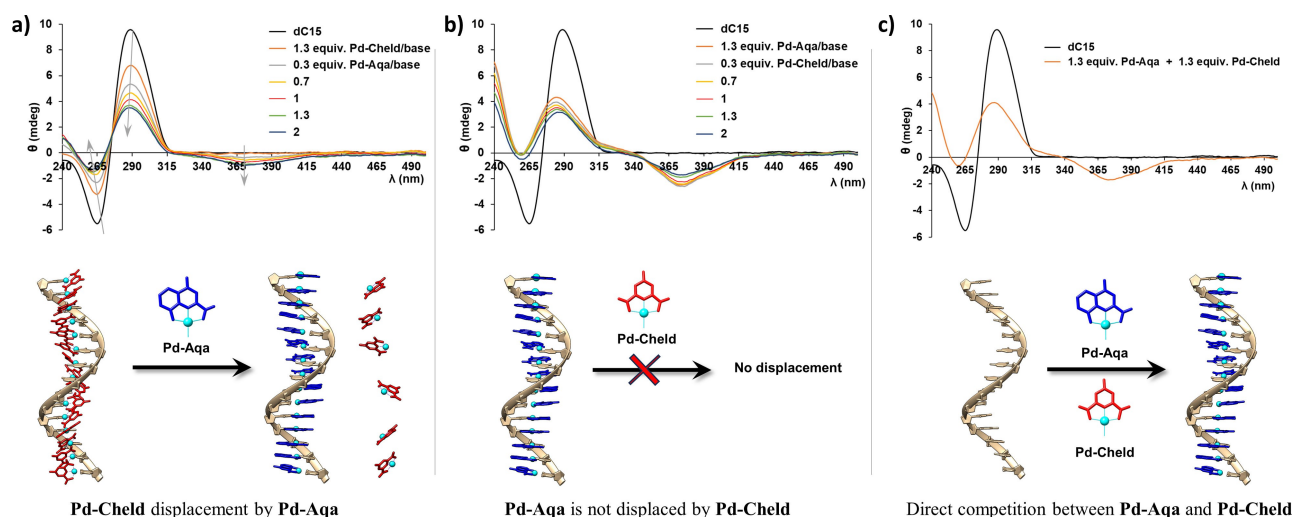 a)
θ (mdeg)
10
8
6
4
2
0
-2
-4
-6
240 265 290 315 340 365 390 415 440 465 490
λ (nm)
dC15
1.3 equiv. Pd-Cheld/base
0.3 equiv. Pd-Aqa/base
0.7
1
1.3
2
Pd-Aqa
Pd-Cheld displacement by Pd-Aqa
b)
θ (mdeg)
10
8
6
4
2
0
-2
-4
-6
240 265 290 315 340 365 390 415 440 465 490
λ (nm)
dC15
1.3 equiv. Pd-Aqa/base
0.3 equiv. Pd-Cheld/base
0.7
1
1.3
2
Pd-Cheld
No displacement
Pd-Aqa is not displaced by Pd-Cheld
c)
θ (mdeg)
10
8
6
4
2
0
-2
-4
-6
240 265 290 315 340 365 390 415 440 465 490
λ (nm)
dC15
1.3 equiv. Pd-Aqa + 1.3 equiv. Pd-Cheld
Pd-Aqa
Pd-Cheld
Direct competition between Pd-Aqa and Pd-Cheld